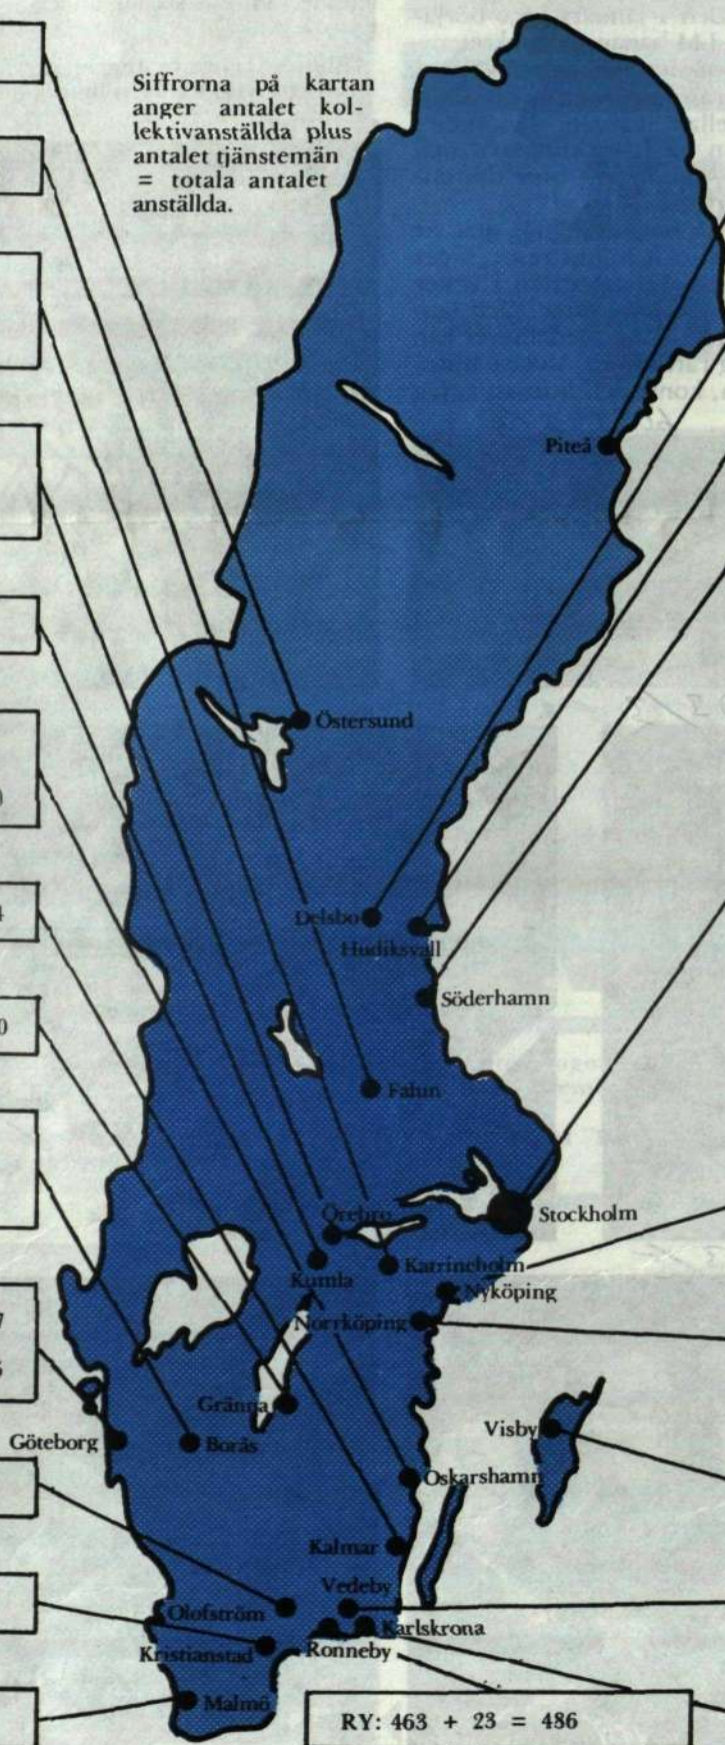 Siffrorna på kartan
anger antalet kol-
lektivanställda plus
antalet tjänstemän
= totala antalet
anställda.
Piteå
Östersund
Delsbo
Hudiksvall
Söderhamn
Falun
Örebro
Stockholm
Kumla
Katrineholm
Nyköping
Norrköping
Gränna
Visby
Göteborg
Borås
Oskarshamn
Kalmar
Vedeby
Olofström
Karlskrona
Kristianstad
Ronneby
Malmö
RY: 463 + 23 = 486